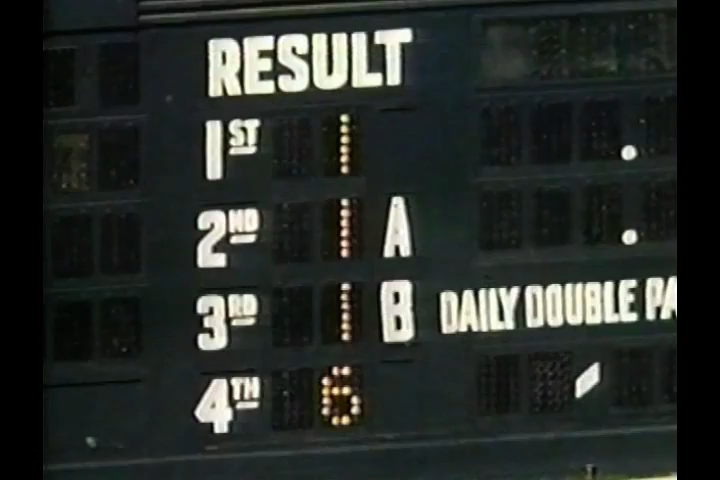 RESULT
1ST 1
2ND 1 A
3RD 1 B DAILY DOUBLE PA
4TH 6